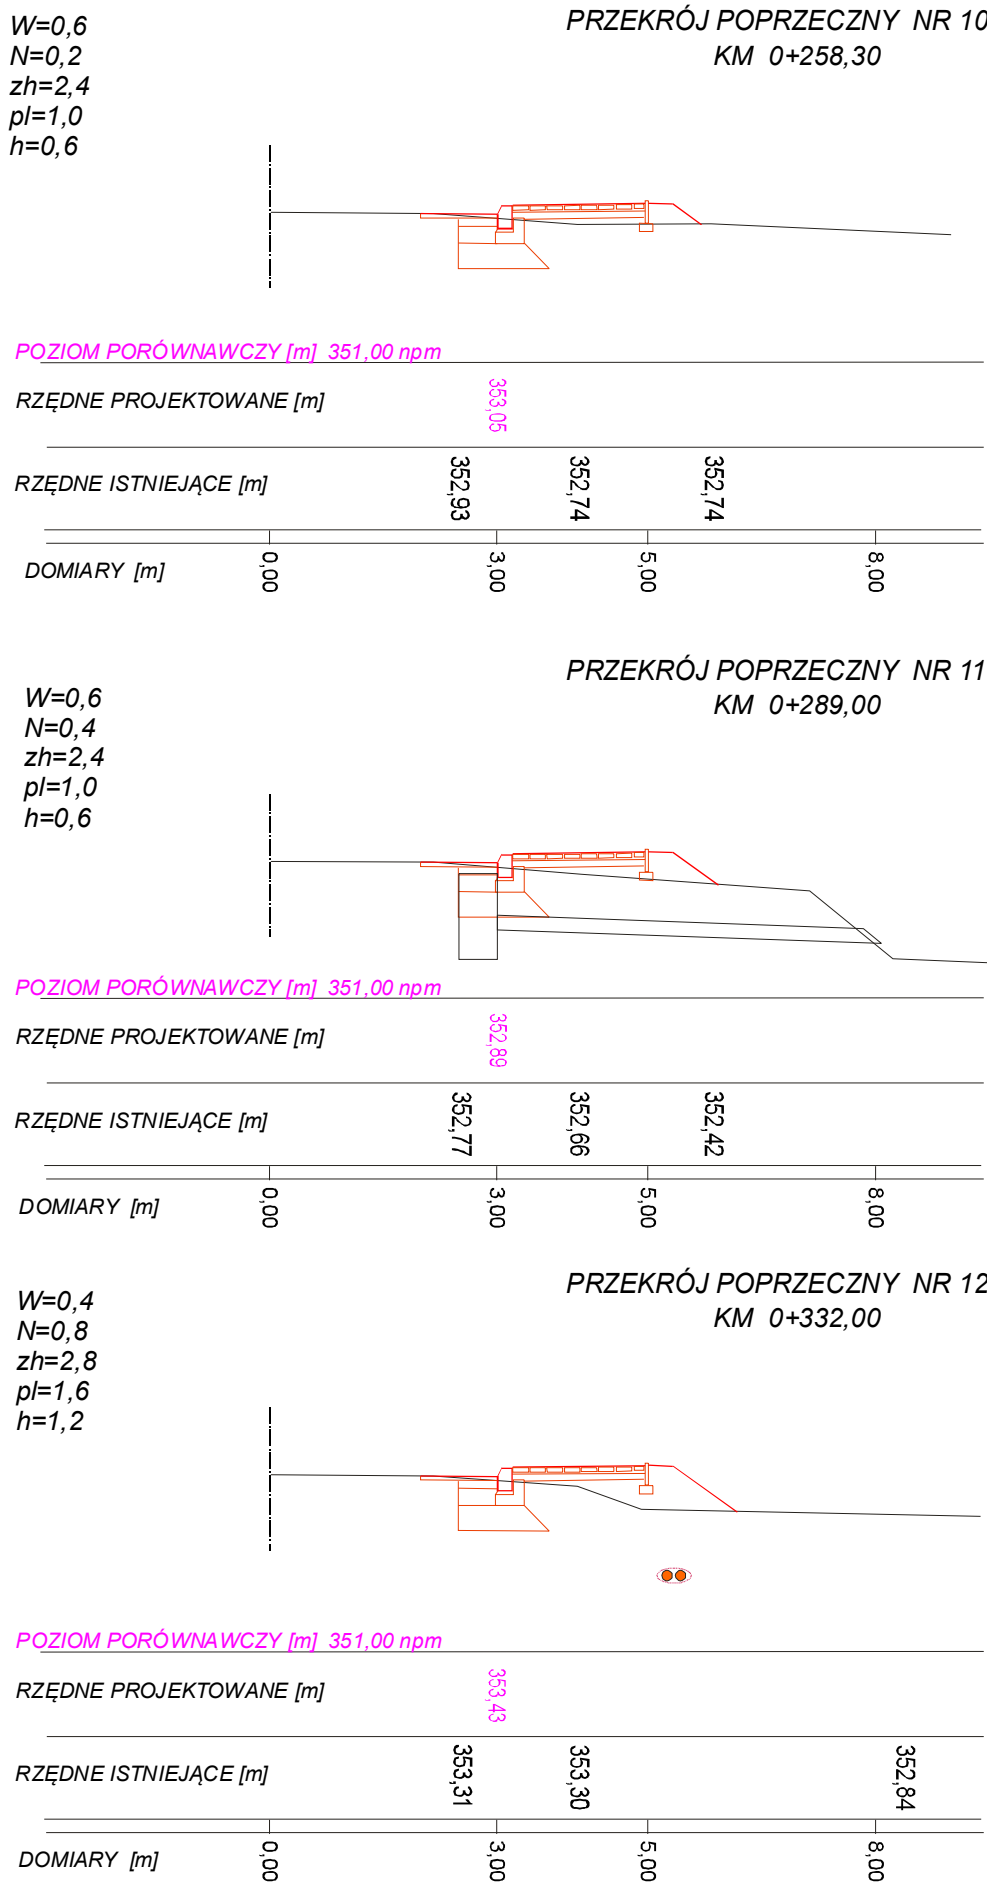 W=0,6
N=0,2
zh=2,4
pl=1,0
h=0,6
PRZEKRÓJ POPRZECZNY NR 10
KM 0+258,30
POZIOM PORÓWNAWCZY [m] 351,00 npm
RZĘDNE PROJEKTOWANE [m]
353,05
RZĘDNE ISTNIEJĄCE [m]
352,93
352,74
352,74
DOMIARY [m]
0,00
3,00
5,00
8,00
PRZEKRÓJ POPRZECZNY NR 11
KM 0+289,00
W=0,6
N=0,4
zh=2,4
pl=1,0
h=0,6
POZIOM PORÓWNAWCZY [m] 351,00 npm
RZĘDNE PROJEKTOWANE [m]
352,89
RZĘDNE ISTNIEJĄCE [m]
352,77
352,66
352,42
DOMIARY [m]
0,00
3,00
5,00
8,00
PRZEKRÓJ POPRZECZNY NR 12
KM 0+332,00
W=0,4
N=0,8
zh=2,8
pl=1,6
h=1,2
POZIOM PORÓWNAWCZY [m] 351,00 npm
RZĘDNE PROJEKTOWANE [m]
353,43
RZĘDNE ISTNIEJĄCE [m]
353,31
353,30
352,84
DOMIARY [m]
0,00
3,00
5,00
8,00